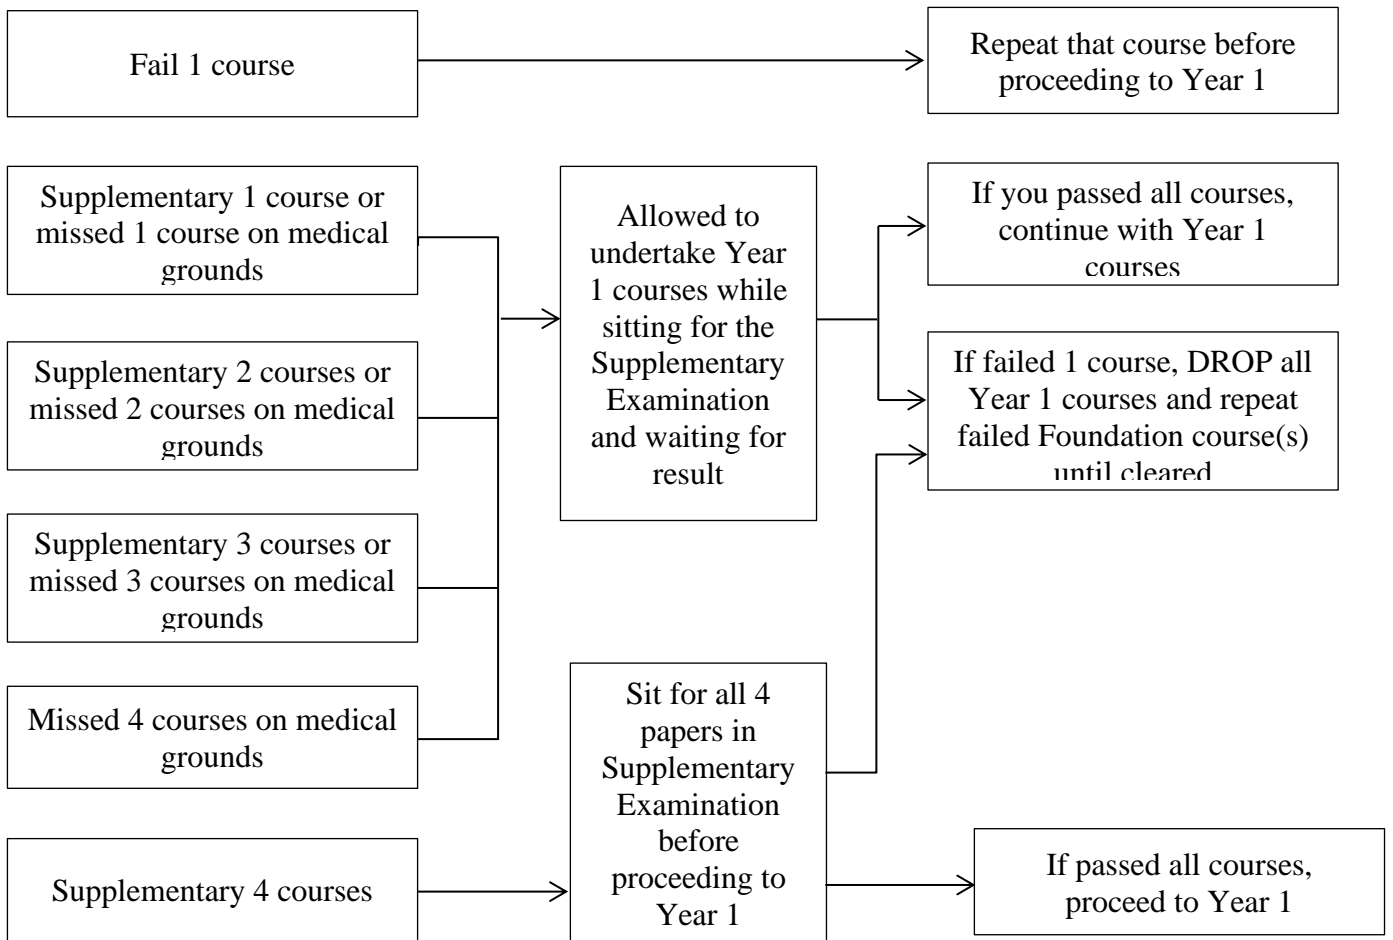 Fail 1 course
Repeat that course before
proceeding to Year 1
Supplementary 1 course or
missed 1 course on medical
grounds
Supplementary 2 courses or
missed 2 courses on medical
grounds
Supplementary 3 courses or
missed 3 courses on medical
grounds
Missed 4 courses on medical
grounds
Supplementary 4 courses
Allowed to
undertake Year
1 courses while
sitting for the
Supplementary
Examination
and waiting for
result
Sit for all 4
papers in
Supplementary
Examination
before
proceeding to
Year 1
If you passed all courses,
continue with Year 1
courses
If failed 1 course, DROP all
Year 1 courses and repeat
failed Foundation course(s)
until cleared
If passed all courses,
proceed to Year 1